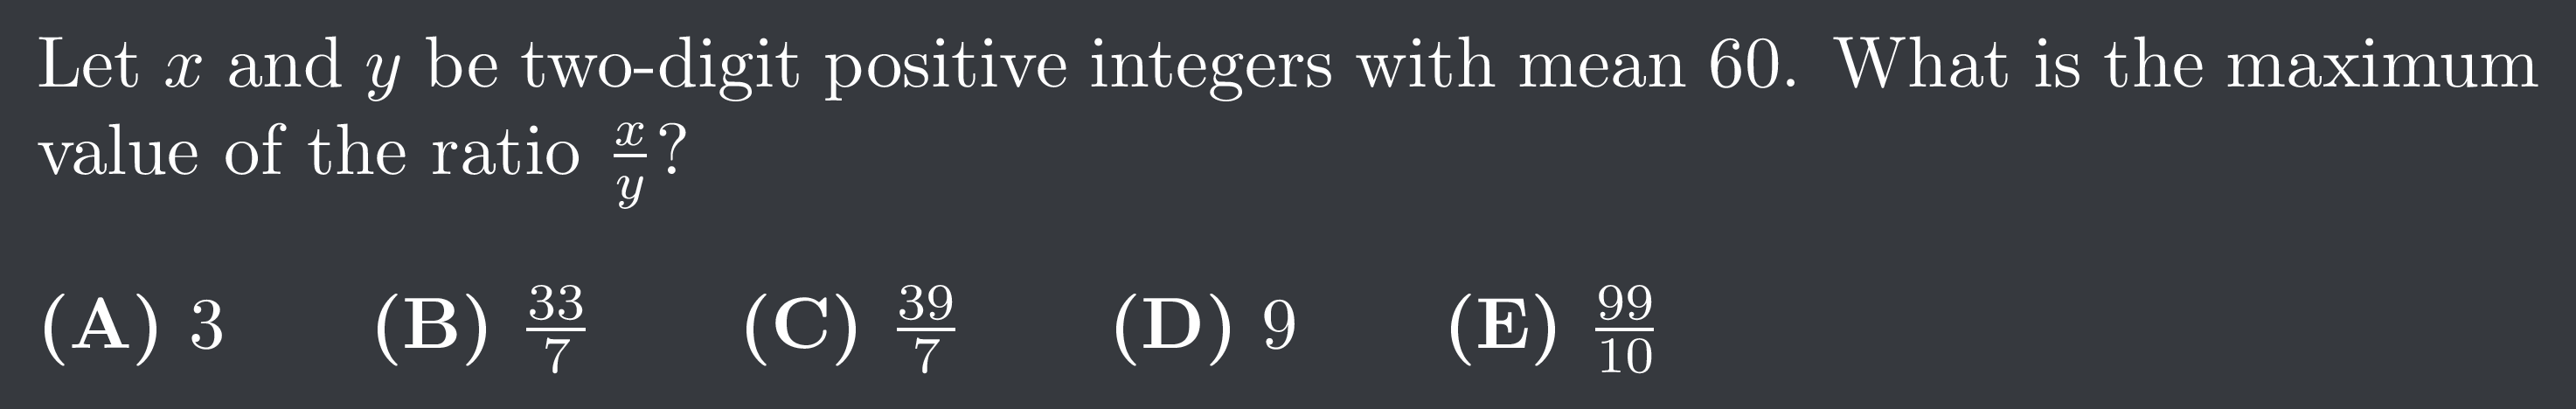 Let x and y be two-digit positive integers with mean 60. What is the maximum
value of the ratio \frac{x}{y}?
(A) 3 (B) \frac{33}{7} (C) \frac{39}{7} (D) 9 (E) \frac{99}{10}